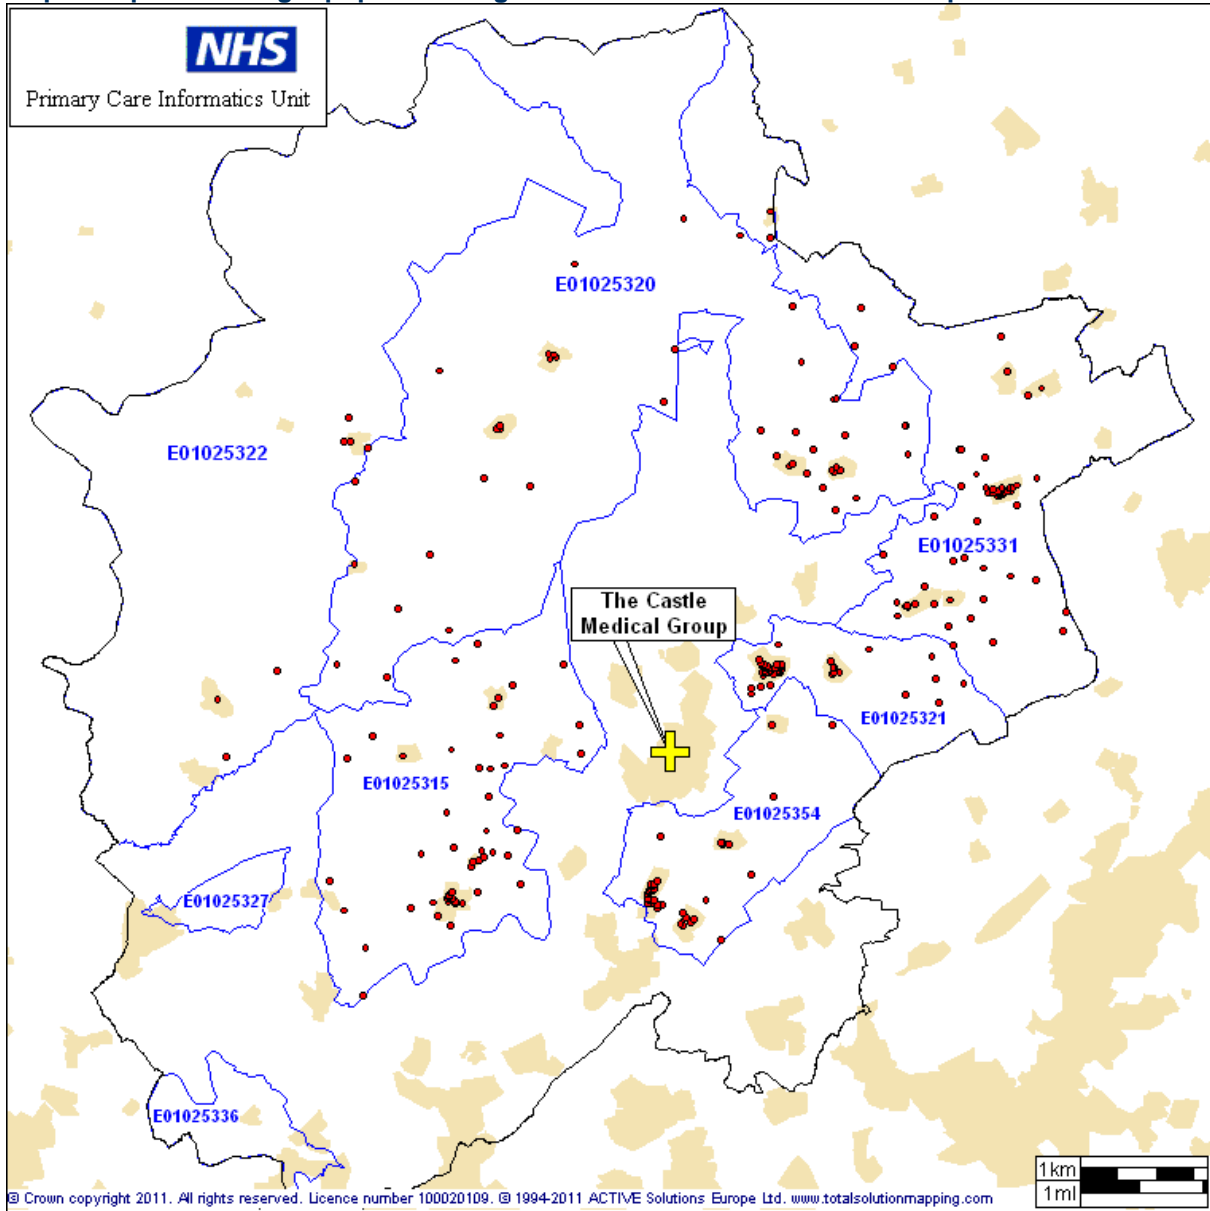 NHS
Primary Care Informatics Unit
E01025320
E01025322
E01025331
The Castle
Medical Group
E01025321
E01025315
E01025354
E01025327
E01025336
1km
1ml
© Crown copyright 2011. All rights reserved. Licence number 100020109. © 1994-2011 ACTIVE Solutions Europe Ltd. www.totalsolutionmapping.com